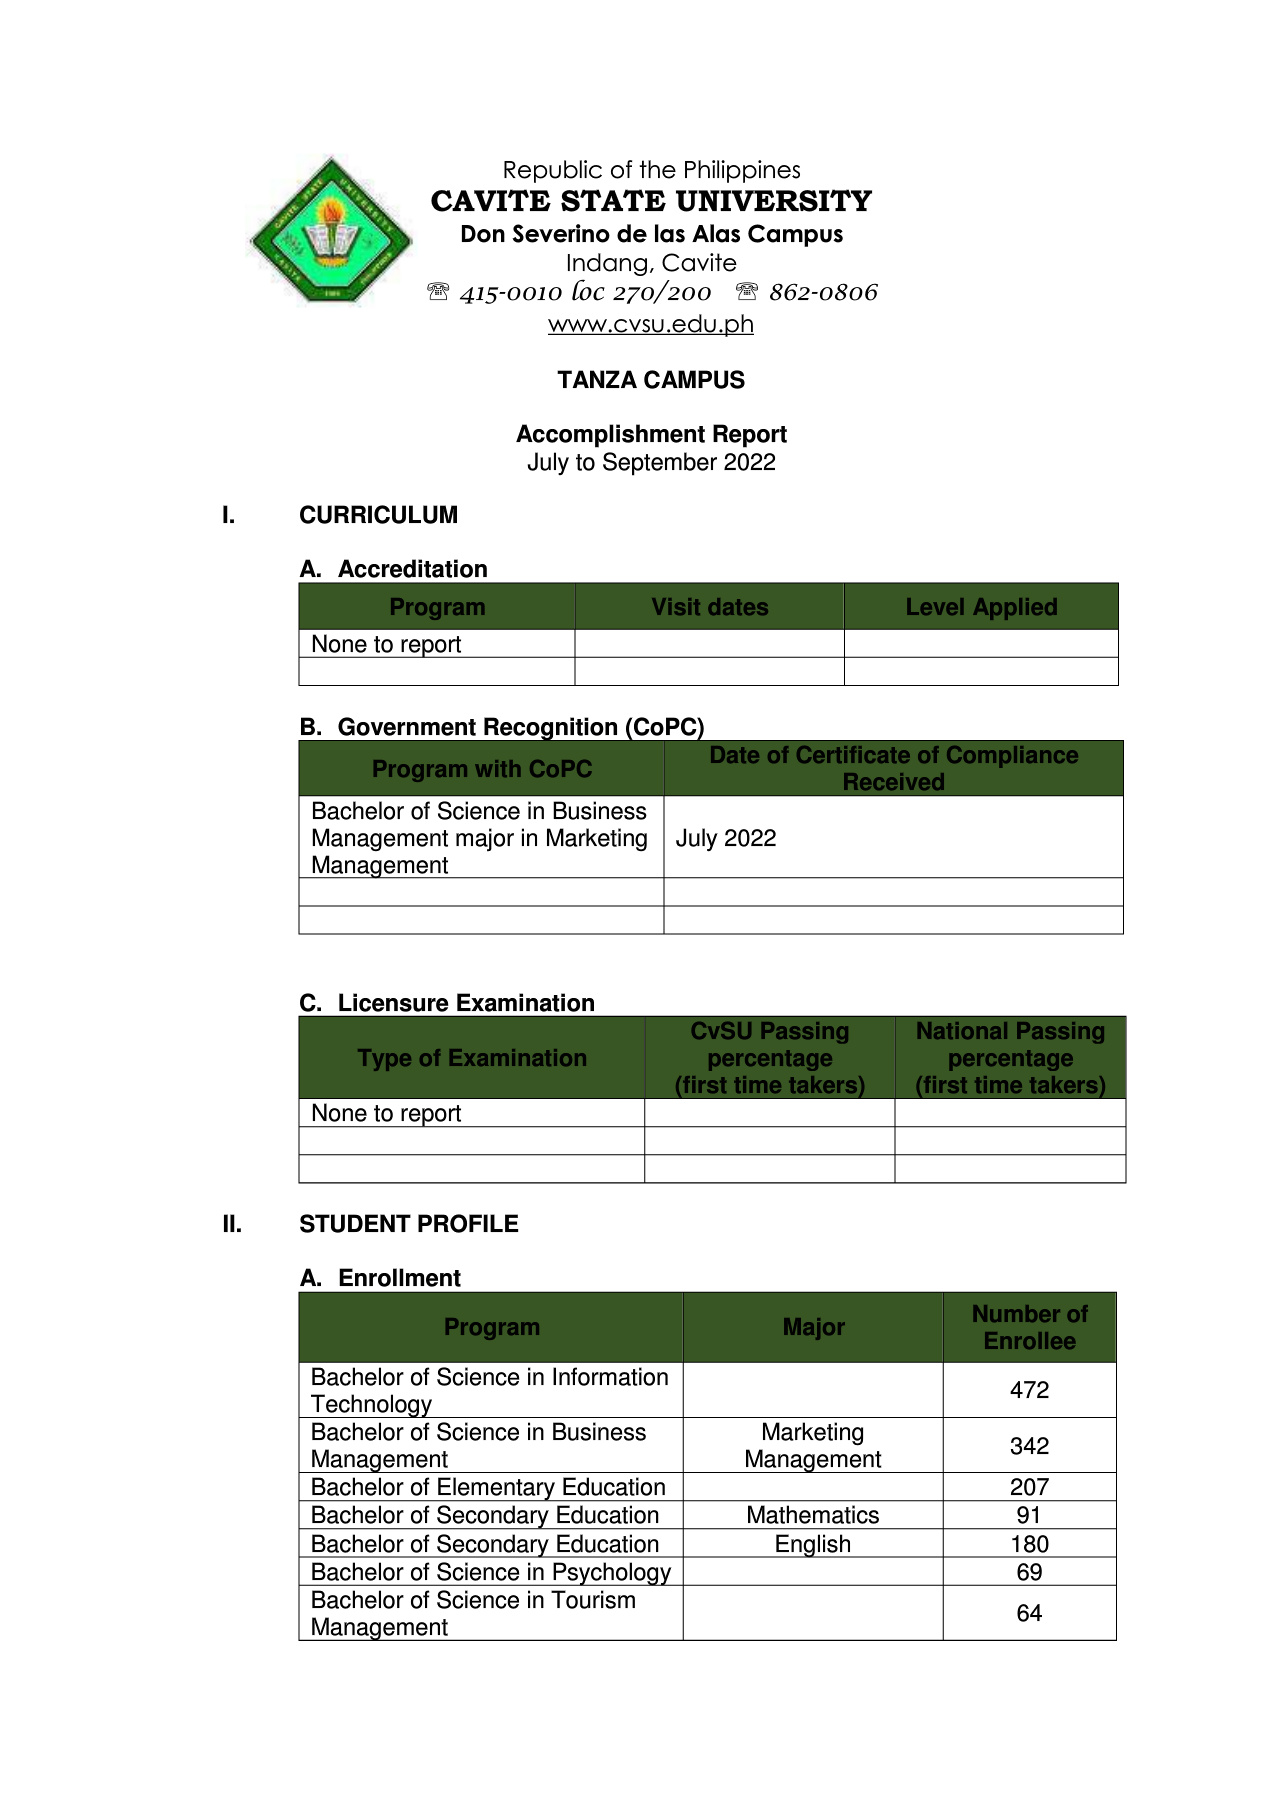 Republic of the Philippines
CAVITE STATE UNIVERSITY
Don Severino de las Alas Campus
Indang, Cavite
☏ 415-0010 loc 270/200 ☏ 862-0806
www.cvsu.edu.ph
CAVITE STATE UNIVERSITY
CAVITE PHILIPPINES
1906
TANZA CAMPUS
Accomplishment Report
July to September 2022
I. CURRICULUM
A. Accreditation
Program Visit dates Level Applied
None to report
B. Government Recognition (CoPC)
Program with CoPC
Date of Certificate of Compliance
Received
Bachelor of Science in Business
Management major in Marketing
Management
July 2022
C. Licensure Examination
Type of Examination
CvSU Passing
percentage
(first time takers)
National Passing
percentage
(first time takers)
None to report
II. STUDENT PROFILE
A. Enrollment
Program Major
Number of
Enrollee
Bachelor of Science in Information
Technology
472
Bachelor of Science in Business
Management
Marketing
Management
342
Bachelor of Elementary Education 207
Bachelor of Secondary Education Mathematics 91
Bachelor of Secondary Education English 180
Bachelor of Science in Psychology 69
Bachelor of Science in Tourism
Management
64